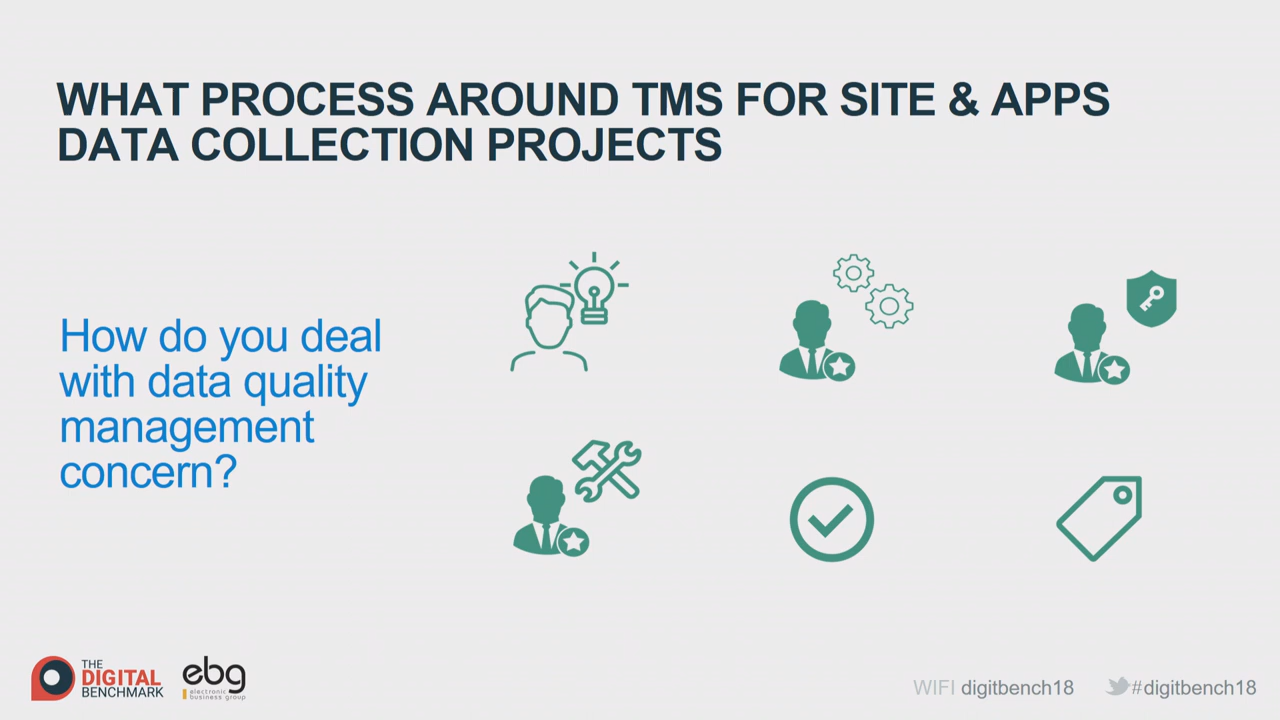 WHAT PROCESS AROUND TMS FOR SITE & APPS
DATA COLLECTION PROJECTS
How do you deal
with data quality
management
concern?
THE
DIGITAL
BENCHMARK
ebg
electronic
business group
WIFI digitbench18
#digitbench18